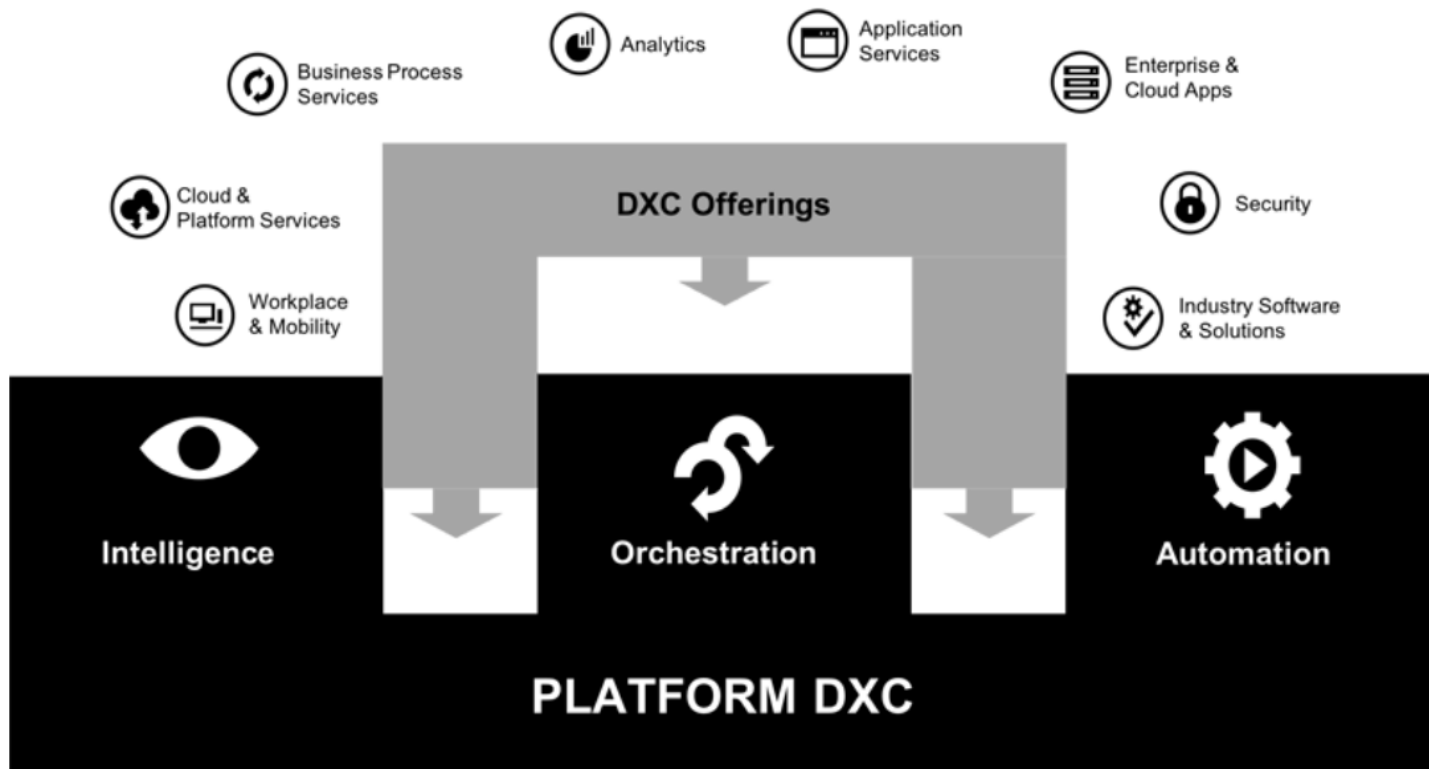 Analytics
Application
Services
Business Process
Services
Enterprise &
Cloud Apps
Cloud &
Platform Services
DXC Offerings
Security
Workplace
& Mobility
Industry Software
& Solutions
Intelligence
Orchestration
Automation
PLATFORM DXC